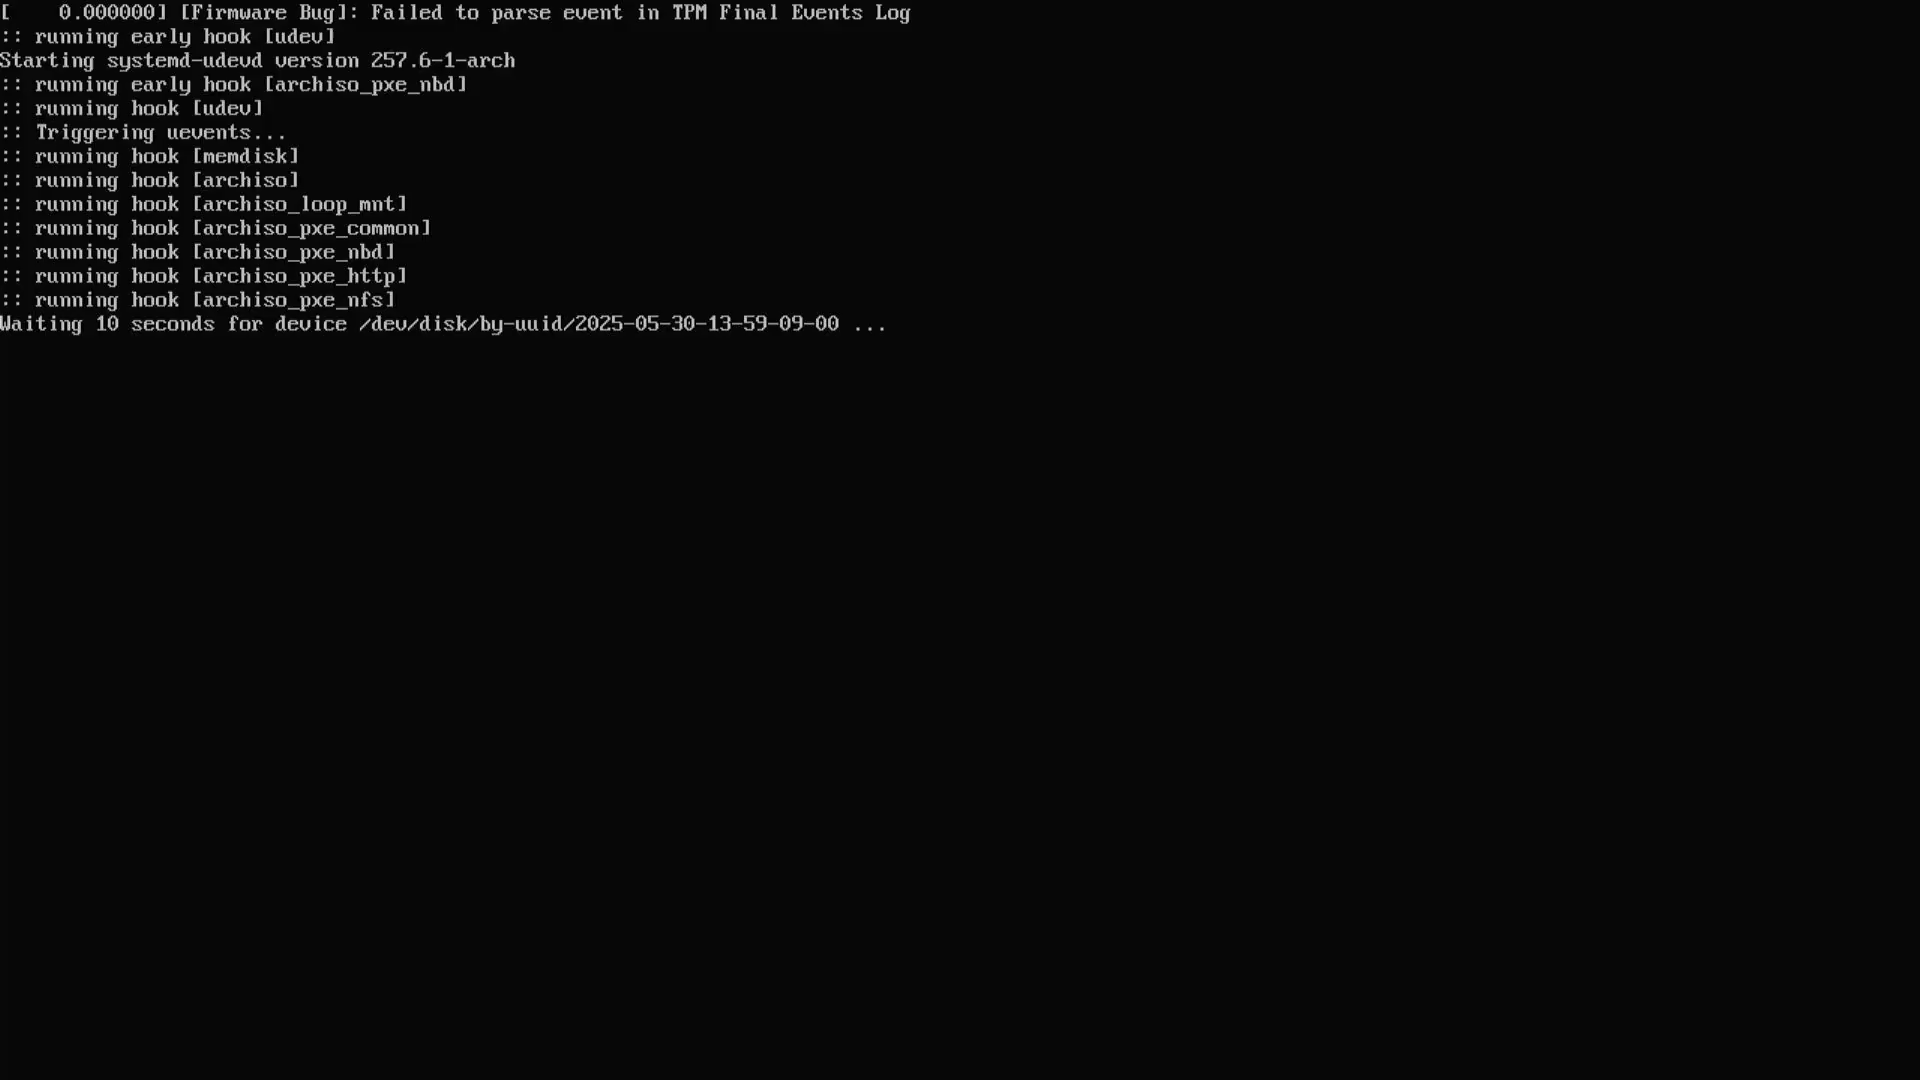 [    0.000000] [Firmware Bug]: Failed to parse event in TPM Final Events Log
:: running early hook [udev]
Starting systemd-udevd version 257.6-1-arch
:: running early hook [archiso_pxe_nbd]
:: running hook [udev]
:: Triggering uevents...
:: running hook [memdisk]
:: running hook [archiso]
:: running hook [archiso_loop_mnt]
:: running hook [archiso_pxe_common]
:: running hook [archiso_pxe_nbd]
:: running hook [archiso_pxe_http]
:: running hook [archiso_pxe_nfs]
Waiting 10 seconds for device /dev/disk/by-uuid/2025-05-30-13-59-09-00 ...